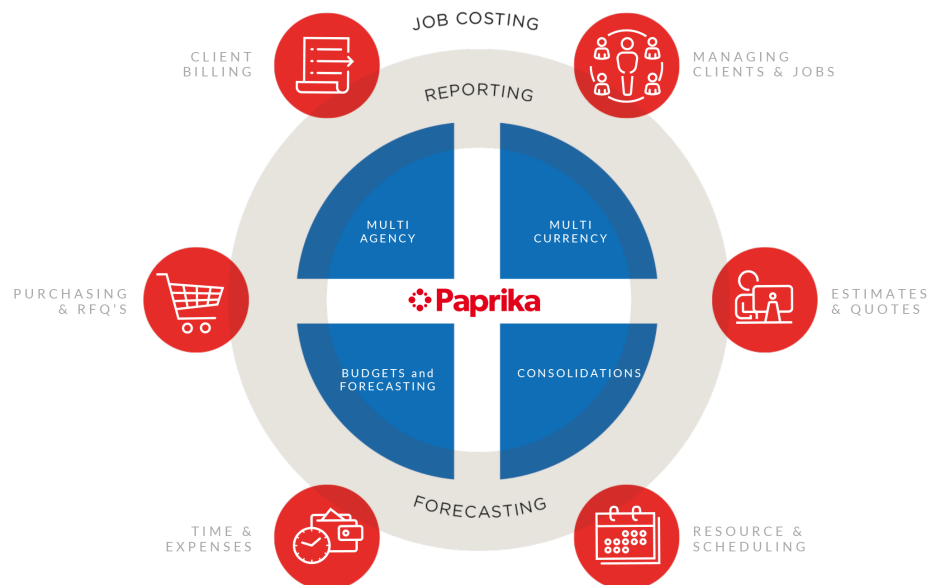 JOB COSTING
CLIENT
BILLING
MANAGING
CLIENTS & JOBS
REPORTING
MULTI
AGENCY
MULTI
CURRENCY
PURCHASING
& RFQ'S
Paprika
ESTIMATES
& QUOTES
BUDGETS and
FORECASTING
CONSOLIDATIONS
FORECASTING
TIME &
EXPENSES
RESOURCE &
SCHEDULING